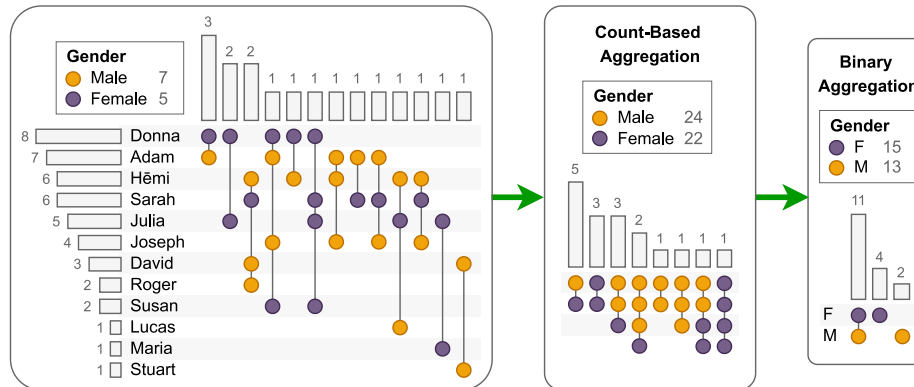 3
2 2
1 1 1 1 1 1 1 1 1 1
Gender
Male 7
Female 5
8 Donna
7 Adam
6 Hēmi
6 Sarah
5 Julia
4 Joseph
3 David
2 Roger
2 Susan
1 Lucas
1 Maria
1 Stuart
Count-Based
Aggregation
Gender
Male 24
Female 22
5
3 3
2
1 1 1 1
Binary
Aggregation
Gender
F 15
M 13
11
4
2
F
M